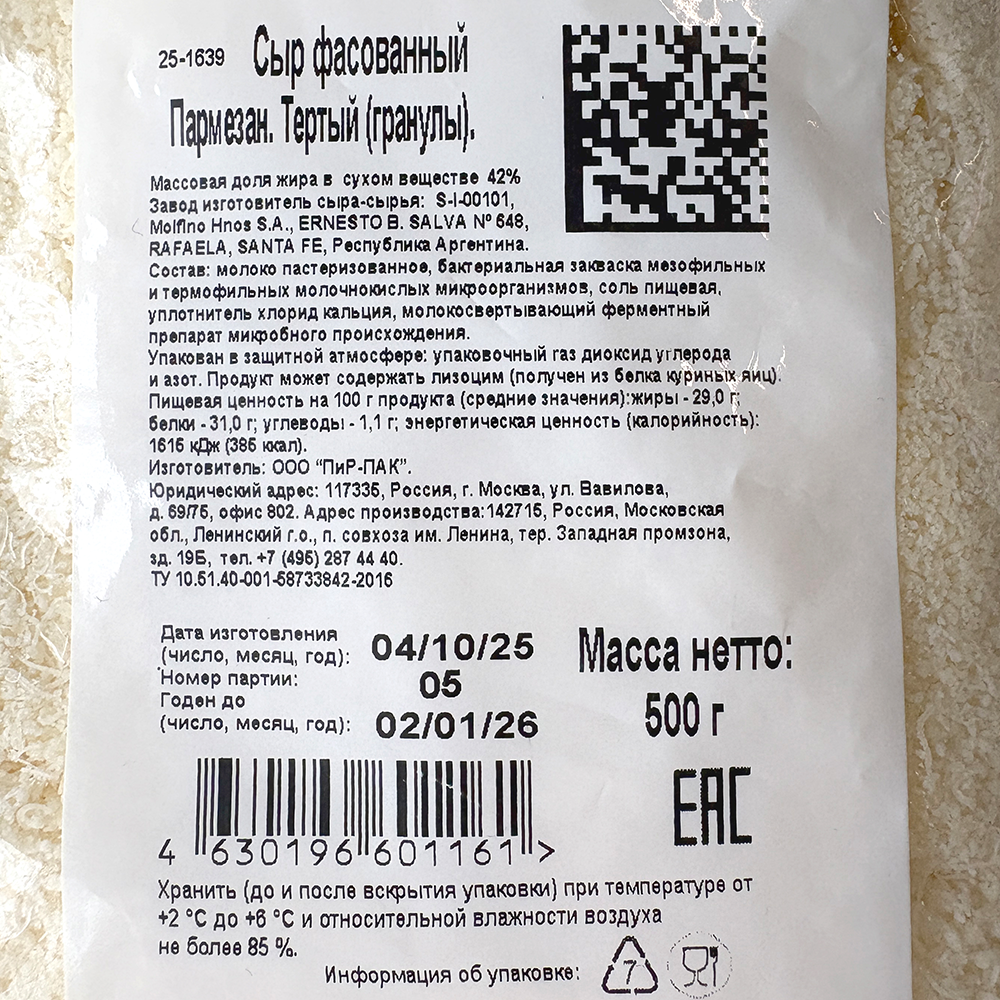 25-1639 Сыр фасованный
Пармезан. Тертый (гранулы).
Массовая доля жира в сухом веществе 42%
Завод изготовитель сыра-сырья: S-I-00101,
Molfino Hnos S.A., ERNESTO B. SALVA N° 648,
RAFAELA, SANTA FE, Республика Аргентина.
Состав: молоко пастеризованное, бактериальная закваска мезофильных
и термофильных молочнокислых микроорганизмов, соль пищевая,
уплотнитель хлорид кальция, молокосвертывающий ферментный
препарат микробного происхождения.
Упакован в защитной атмосфере: упаковочный газ диоксид углерода
и азот. Продукт может содержать лизоцим (получен из белка куриных яиц).
Пищевая ценность на 100 г продукта (средние значения):жиры - 29,0 г;
белки - 31,0 г; углеводы - 1,1 г; энергетическая ценность (калорийность):
1615 кДж (385 ккал).
Изготовитель: ООО “ПиР-ПАК”.
Юридический адрес: 117335, Россия, г. Москва, ул. Вавилова,
д. 69/75, офис 802. Адрес производства:142715, Россия, Московская
обл., Ленинский г.о., п. совхоза им. Ленина, тер. Западная промзона,
зд. 19Б, тел. +7 (495) 287 44 40.
ТУ 10.51.40-001-58733842-2016
Дата изготовления
(число, месяц, год): 04/10/25
Номер партии: 05
Годен до
(число, месяц, год): 02/01/26
Масса нетто:
500 г
EAC
4 630196 601161 >
Хранить (до и после вскрытия упаковки) при температуре от
+2 °С до +6 °С и относительной влажности воздуха
не более 85 %.
Информация об упаковке: 7